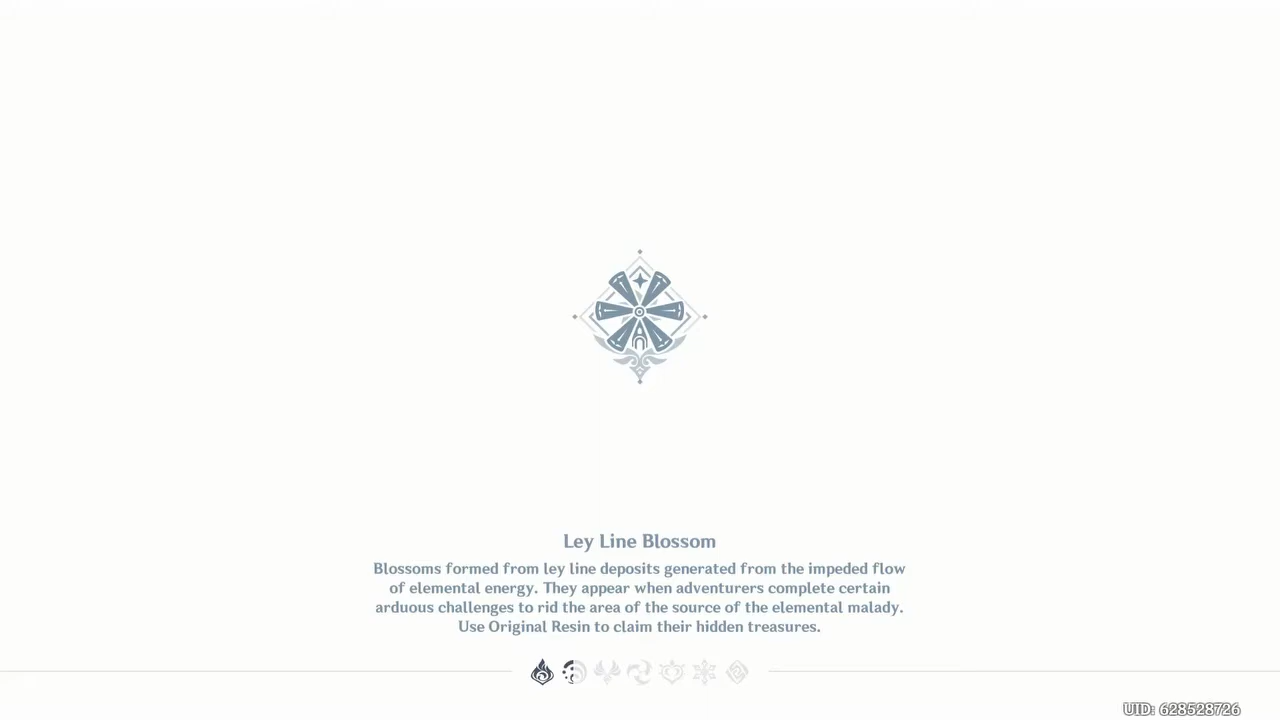 Ley Line Blossom
Blossoms formed from ley line deposits generated from the impeded flow
of elemental energy. They appear when adventurers complete certain
arduous challenges to rid the area of the source of the elemental malady.
Use Original Resin to claim their hidden treasures.
UID: 628528726